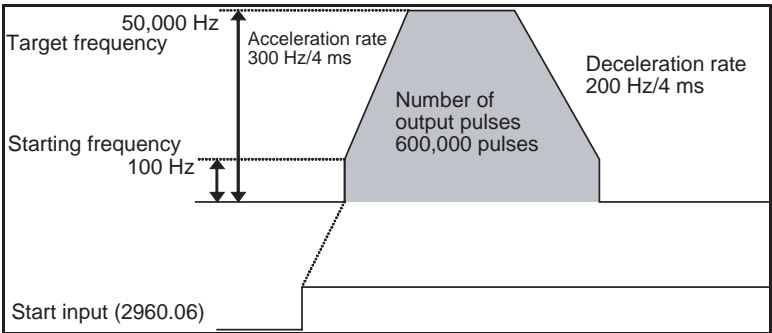 50,000 Hz
Target frequency
Acceleration rate
300 Hz/4 ms
Deceleration rate
200 Hz/4 ms
Number of
output pulses
600,000 pulses
Starting frequency
100 Hz
Start input (2960.06)